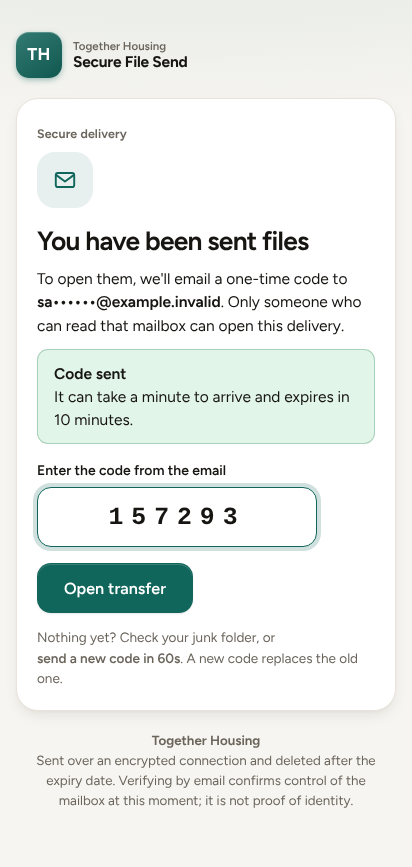 TH
Together Housing
Secure File Send
Secure delivery
You have been sent files
To open them, we'll email a one-time code to
sa••••••@example.invalid. Only someone who
can read that mailbox can open this delivery.
Code sent
It can take a minute to arrive and expires in
10 minutes.
Enter the code from the email
157293
Open transfer
Nothing yet? Check your junk folder, or
send a new code in 60s. A new code replaces the old
one.
Together Housing
Sent over an encrypted connection and deleted after the
expiry date. Verifying by email confirms control of the
mailbox at this moment; it is not proof of identity.